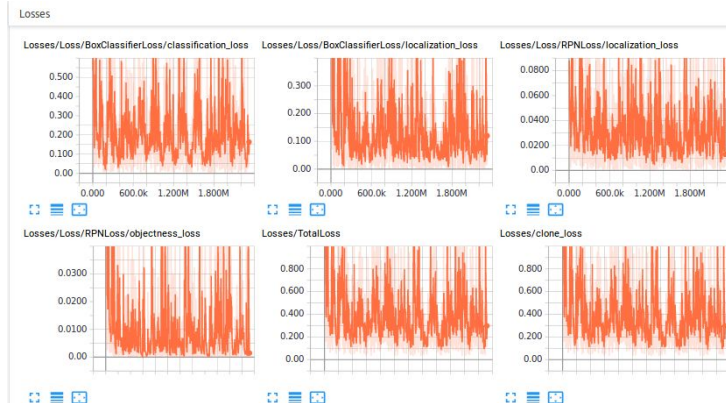 Losses
Losses/Loss/BoxClassifierLoss/classification_loss
0.500
0.400
0.300
0.200
0.100
0.00
0.000 600.0k 1.200M 1.800M
Losses/Loss/BoxClassifierLoss/localization_loss
0.300
0.200
0.100
0.00
0.000 600.0k 1.200M 1.800M
Losses/Loss/RPNLoss/localization_loss
0.0800
0.0600
0.0400
0.0200
0.00
0.000 600.0k 1.200M 1.800M
Losses/Loss/RPNLoss/objectness_loss
0.0300
0.0200
0.0100
0.00
Losses/TotalLoss
0.800
0.600
0.400
0.200
0.00
Losses/clone_loss
0.800
0.600
0.400
0.200
0.00